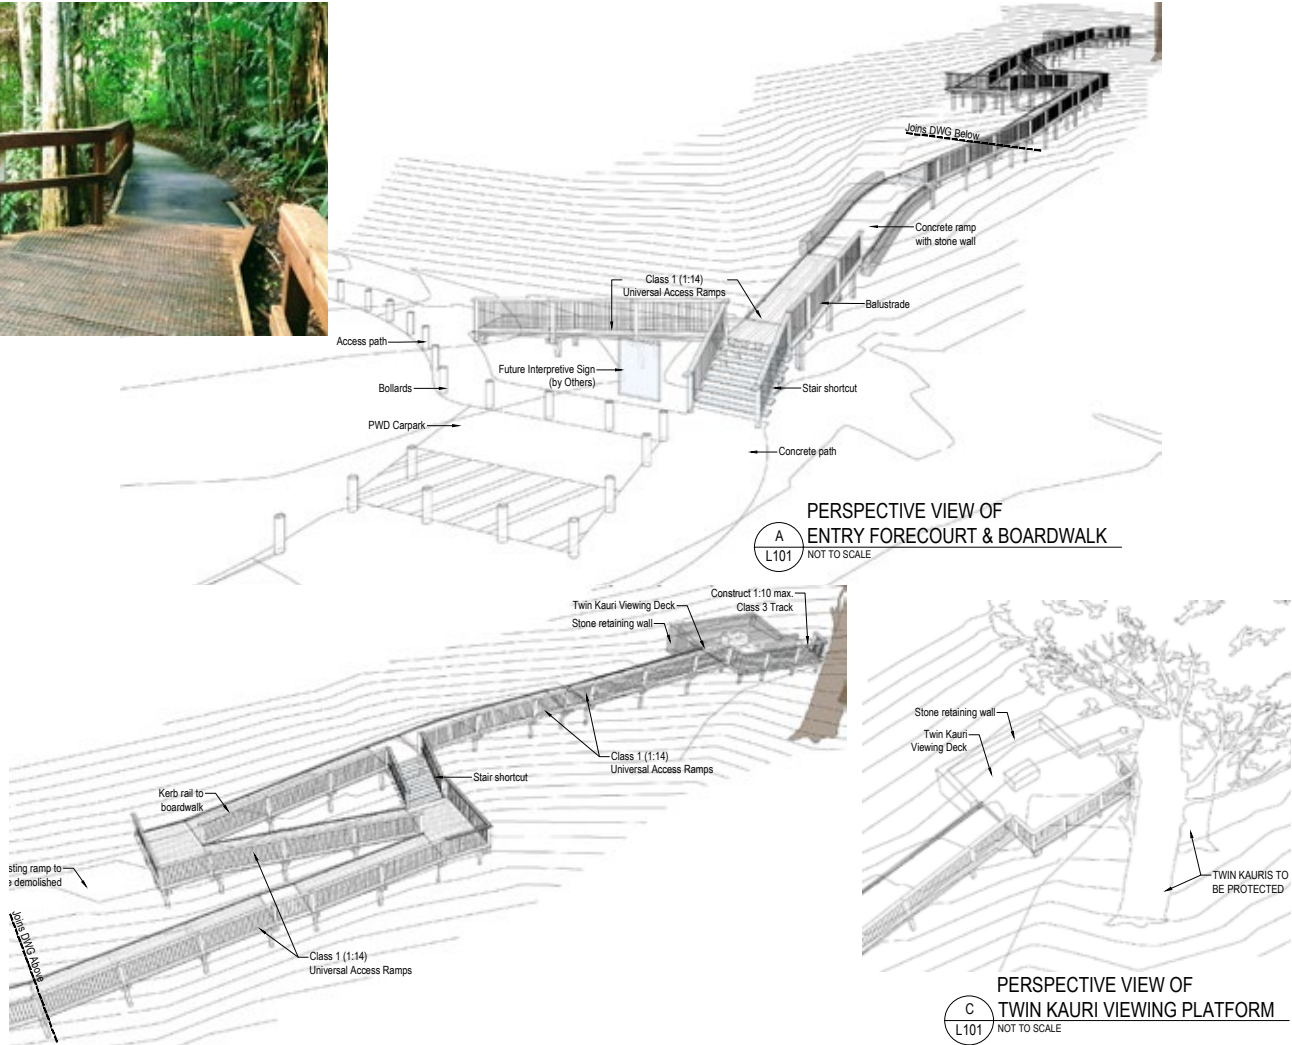 Joins DWG Below
Concrete ramp
with stone wall
Class 1 (1:14)
Universal Access Ramps
Balustrade
Access path
Future Interpretive Sign
(by Others)
Bollards
Stair shortcut
PWD Carpark
Concrete path
PERSPECTIVE VIEW OF
A
ENTRY FORECOURT & BOARDWALK
L101
NOT TO SCALE
Construct 1:10 max.
Class 3 Track
Twin Kauri Viewing Deck
Stone retaining wall
Class 1 (1:14)
Universal Access Ramps
Stair shortcut
Kerb rail to
boardwalk
sting ramp to
e demolished
Joins DWG Above
Class 1 (1:14)
Universal Access Ramps
Stone retaining wall
Twin Kauri
Viewing Deck
TWIN KAURIS TO
BE PROTECTED
PERSPECTIVE VIEW OF
C
TWIN KAURI VIEWING PLATFORM
L101
NOT TO SCALE